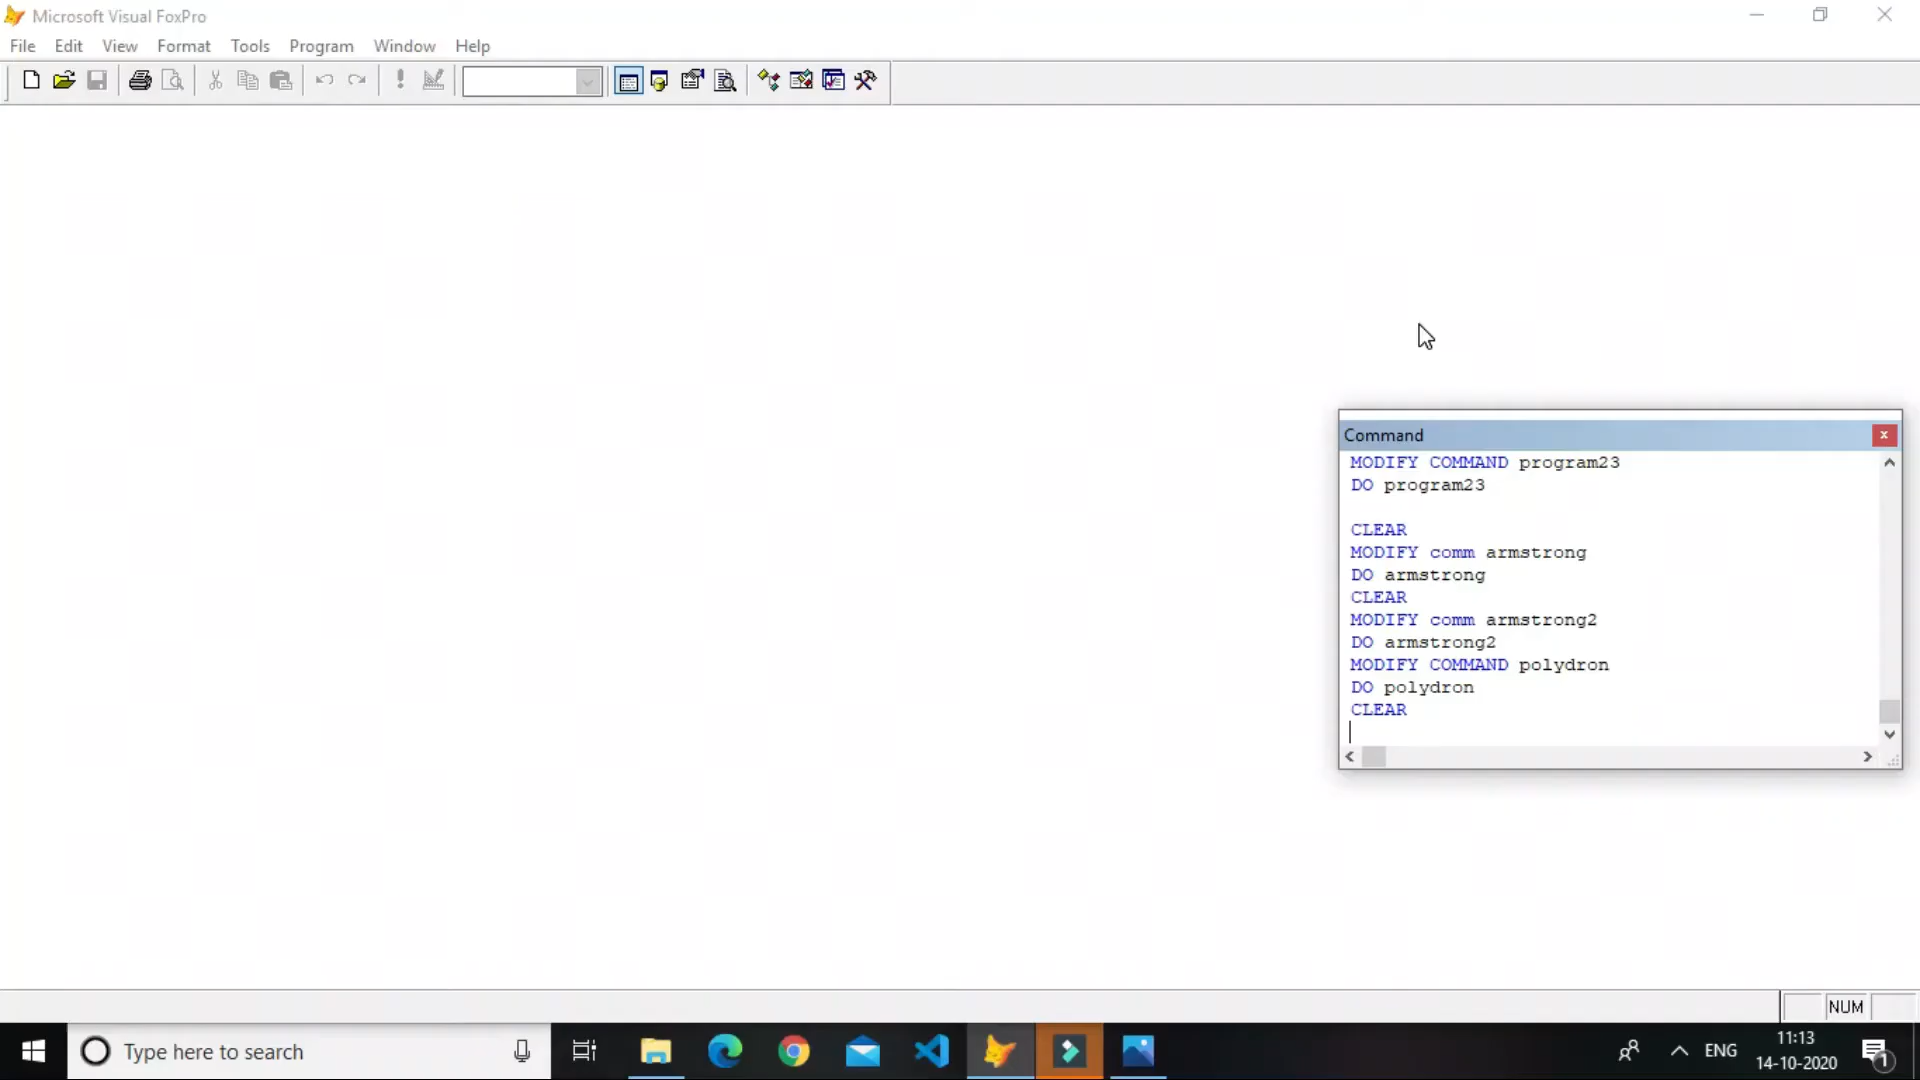 Microsoft Visual FoxPro
File Edit View Format Tools Program Window Help
Command
MODIFY COMMAND program23
DO program23
CLEAR
MODIFY comm armstrong
DO armstrong
CLEAR
MODIFY comm armstrong2
DO armstrong2
MODIFY COMMAND polydron
DO polydron
CLEAR
NUM
Type here to search
ENG
11:13
14-10-2020
1